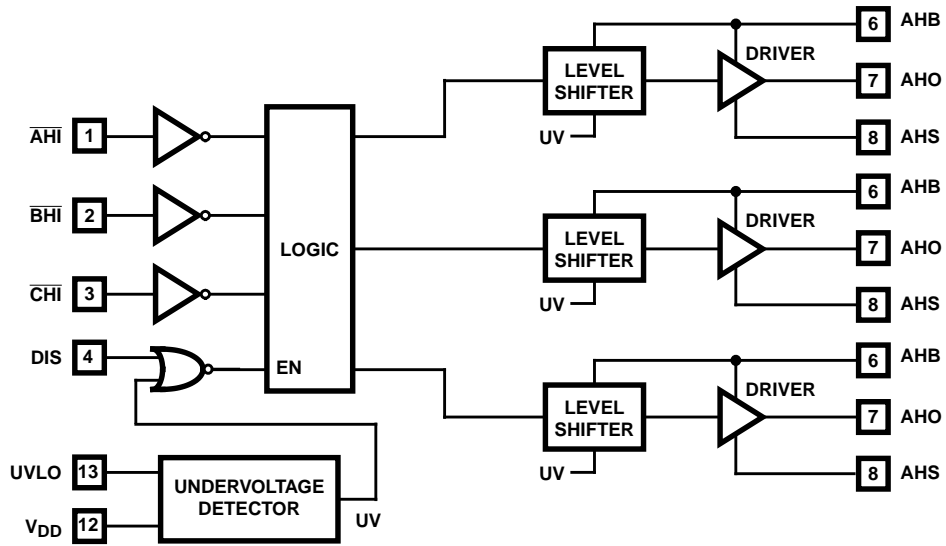 6 AHB
DRIVER
LEVEL
SHIFTER
7 AHO
UV
8 AHS
AHI 1
BHI 2
LOGIC
CHI 3
DIS 4
EN
6 AHB
DRIVER
LEVEL
SHIFTER
7 AHO
UV
8 AHS
6 AHB
DRIVER
LEVEL
SHIFTER
7 AHO
UV
8 AHS
UVLO 13
UNDERVOLTAGE
DETECTOR
UV
VDD 12